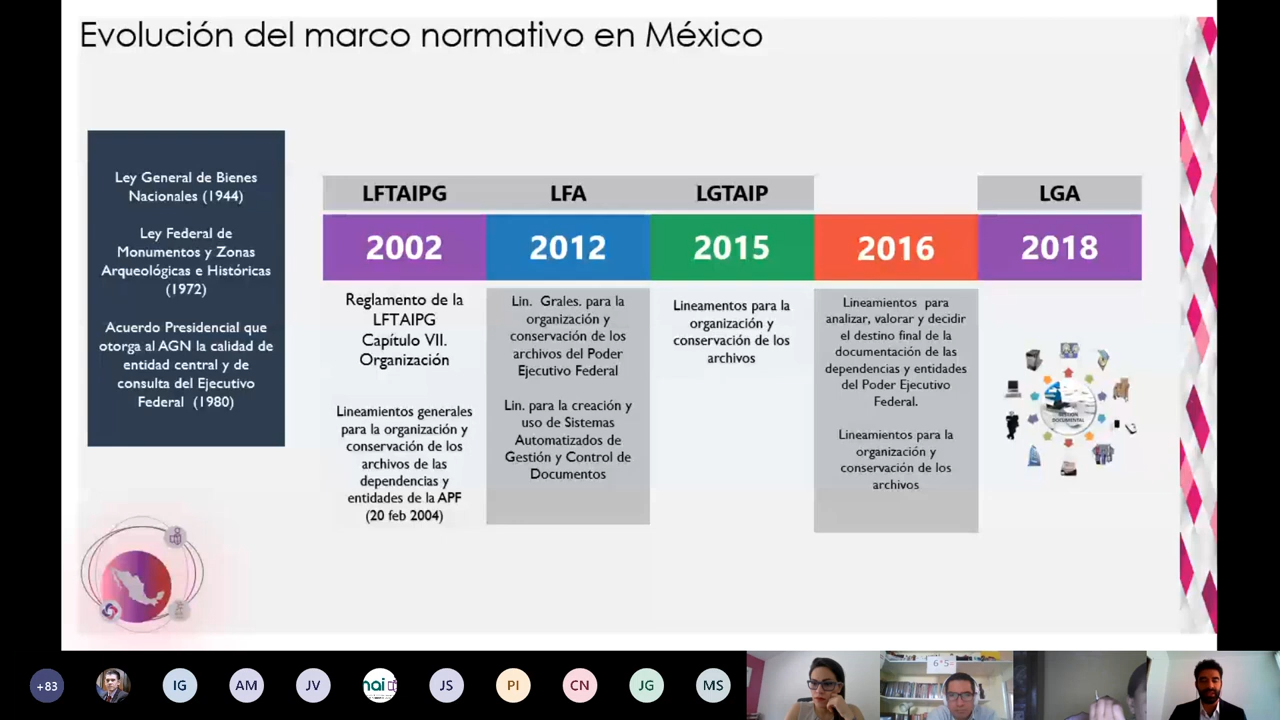 Evolución del marco normativo en México
Ley General de Bienes
Nacionales (1944)
Ley Federal de
Monumentos y Zonas
Arqueológicas e Históricas
(1972)
Acuerdo Presidencial que
otorga al AGN la calidad de
entidad central y de
consulta del Ejecutivo
Federal (1980)
LFTAIPG
2002
Reglamento de la
LFTAIPG
Capítulo VII.
Organización
Lineamientos generales
para la organización y
conservación de los
archivos de las
dependencias y
entidades de la APF
(20 feb 2004)
LFA
2012
Lin. Grales. para la
organización y
conservación de los
archivos del Poder
Ejecutivo Federal
Lin. para la creación y
uso de Sistemas
Automatizados de
Gestión y Control de
Documentos
LGTAIP
2015
Lineamentos para la
organización y
conservación de los
archivos
2016
Lineamientos para
analizar, valorar y decidir
el destino final de la
documentación de las
dependencias y entidades
del Poder Ejecutivo
Federal.
Lineamientos para la
organización y
conservación de los
archivos
LGA
2018
GESTIÓN
DOCUMENTAL
+83
IG
AM
JV
inai
JS
PI
CN
JG
MS